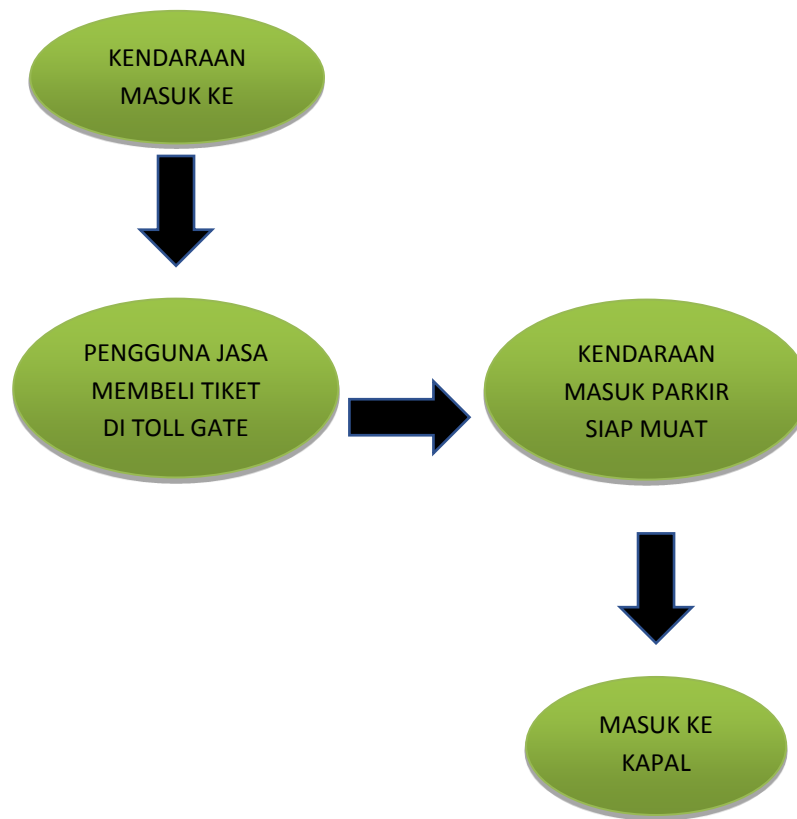 KENDARAAN
MASUK KE
PENGGUNA JASA
MEMBELI TIKET
DI TOLL GATE
KENDARAAN
MASUK PARKIR
SIAP MUAT
MASUK KE
KAPAL